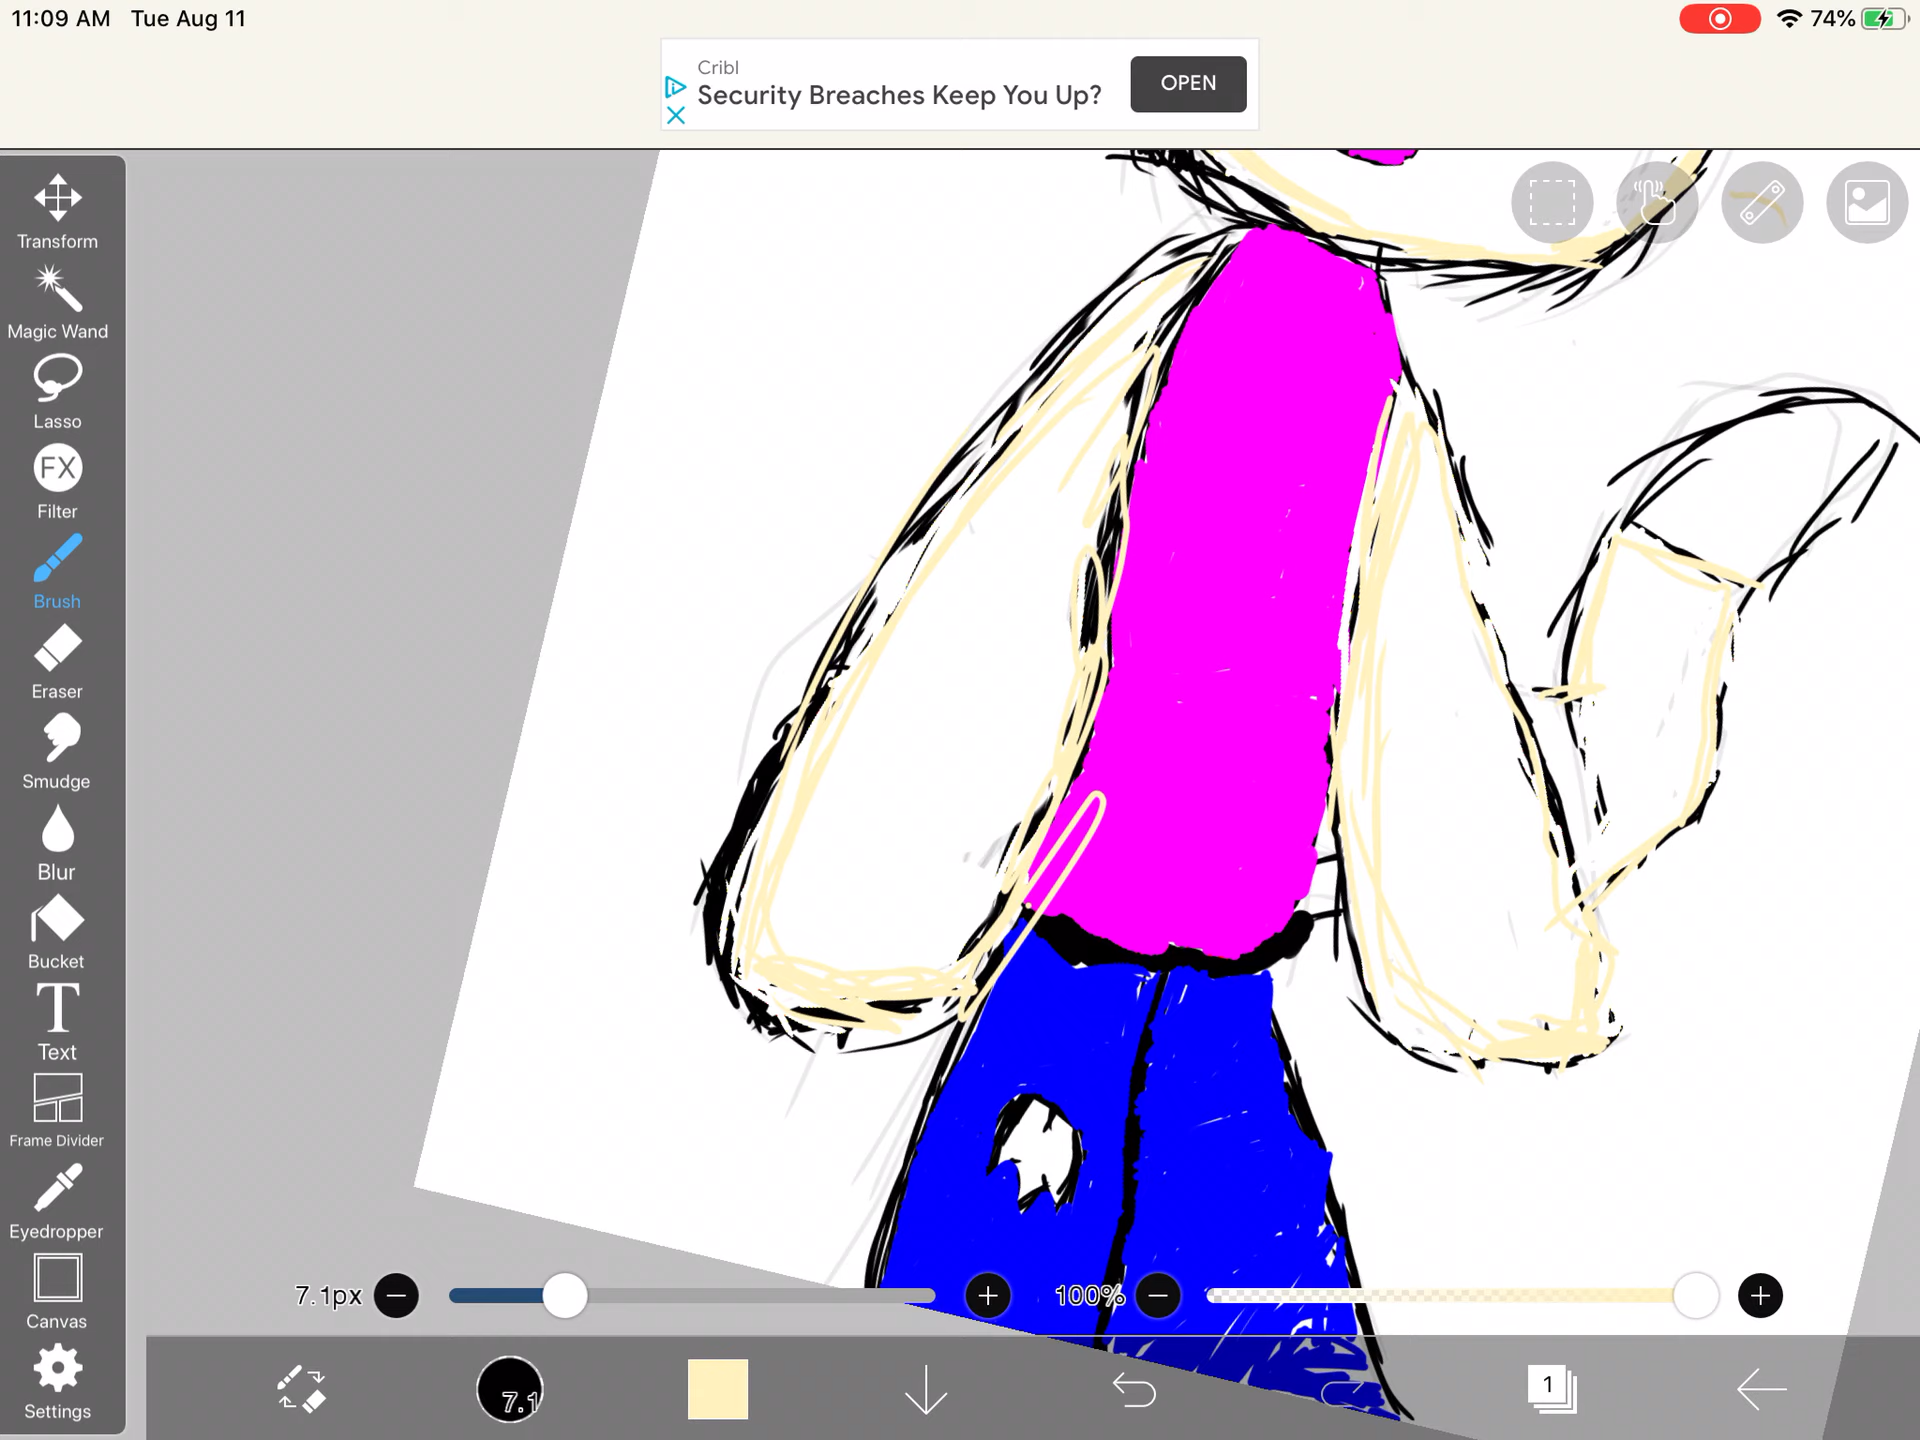 11:09 AM Tue Aug 11
74%
Cribl
Security Breaches Keep You Up?
OPEN
Transform
Magic Wand
Lasso
FX
Filter
Brush
Eraser
Smudge
Blur
Bucket
T
Text
Frame Divider
Eyedropper
Canvas
Settings
7.1px
100%
7.1
1